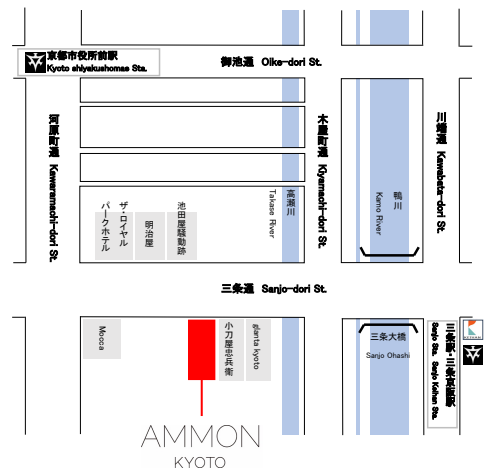 京都市役所前駅
Kyoto shiyakushomae Sta.
御池通 Oike-dori St.
河原町通 Kawaramachi-dori St.
木屋町通 Kiyamachi-dori St.
川端通 Kawabata-dori St.
ザ・ロイヤル
パークホテル
明治屋
池田屋騒動跡
高瀬川
Takase River
鴨川
Kamo River
三条通 Sanjo-dori St.
Mooca
小刀屋忠兵衛
gianta kyoto
三条大橋
Sanjo Ohashi
三条駅・三条京阪駅
Sanjo Sta. Sanjo Keihan Sta.
AMMON
KYOTO